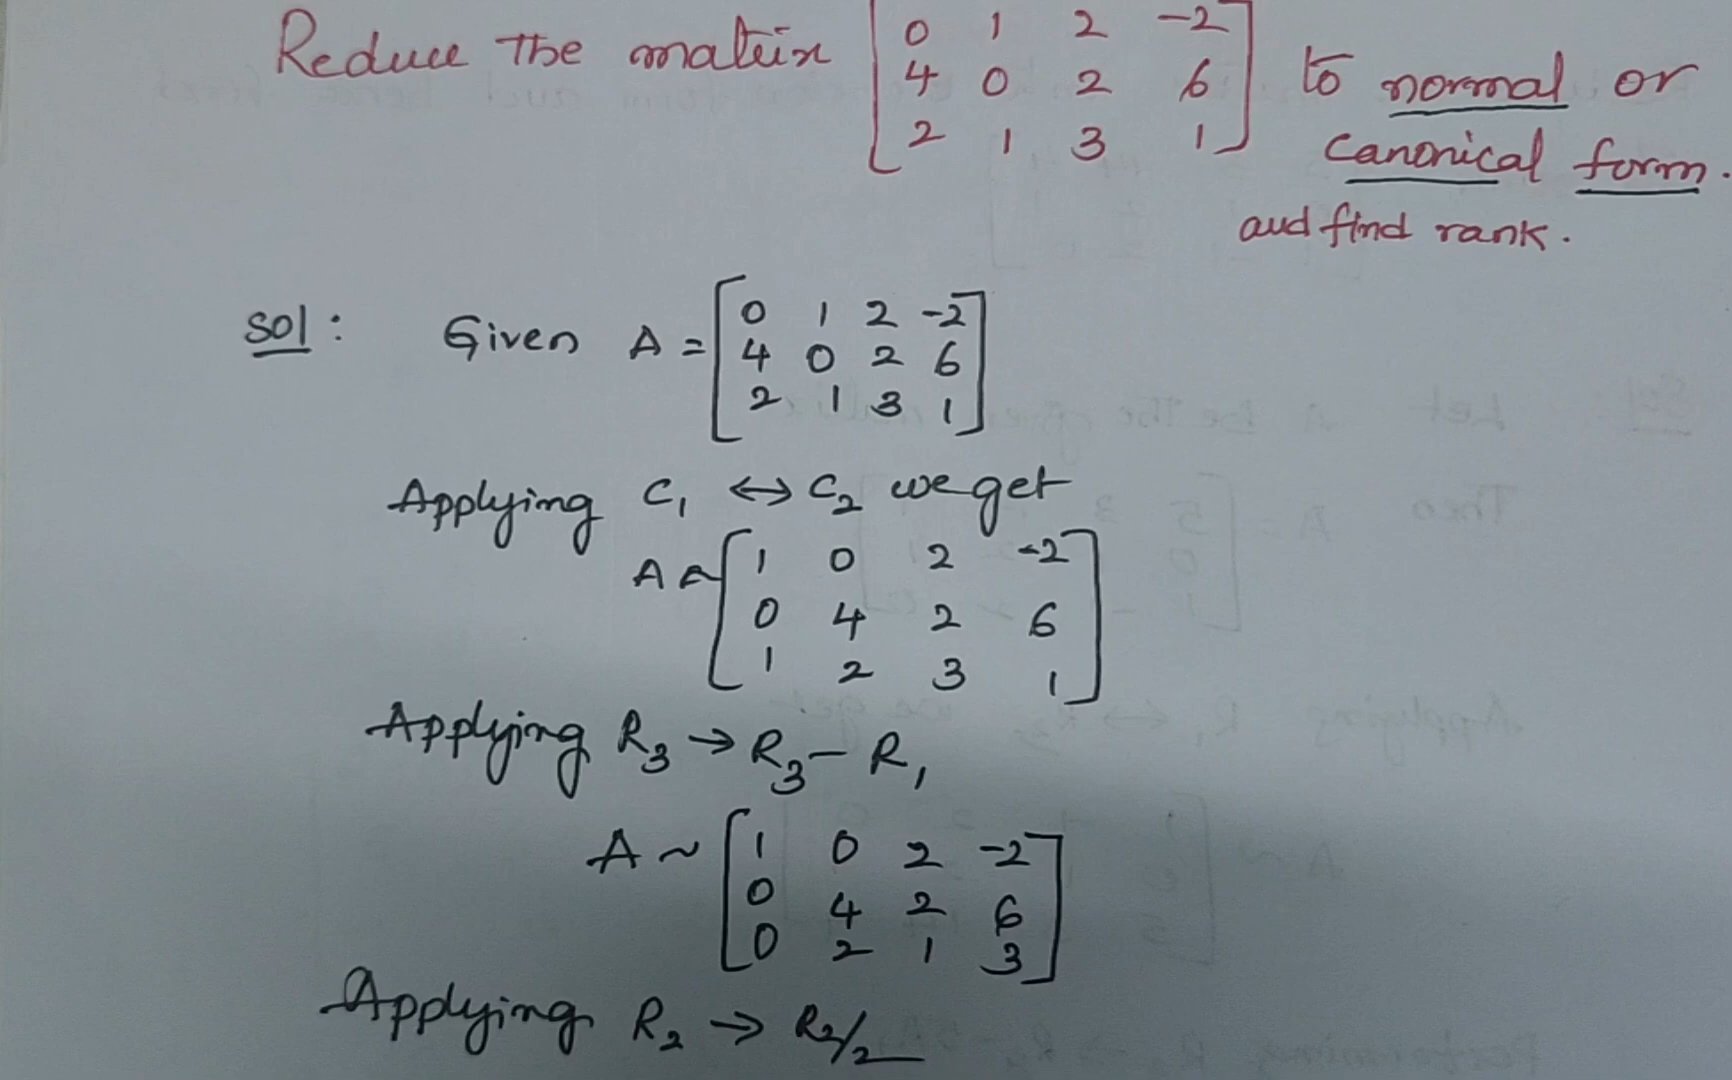 Reduce the matrix [0 1 2 -2 to normal or
4 0 2 6
2 1 3 1] canonical form.
and find rank.
Sol: Given A = [0 1 2 -2
4 0 2 6
2 1 3 1]
Applying C₁ ↔ C₂ we get
A ~ [1 0 2 -2
0 4 2 6
1 2 3 1]
Applying R₃ → R₃ - R₁
A ~ [1 0 2 -2
0 4 2 6
0 2 1 3]
Applying R₂ → R₂/2